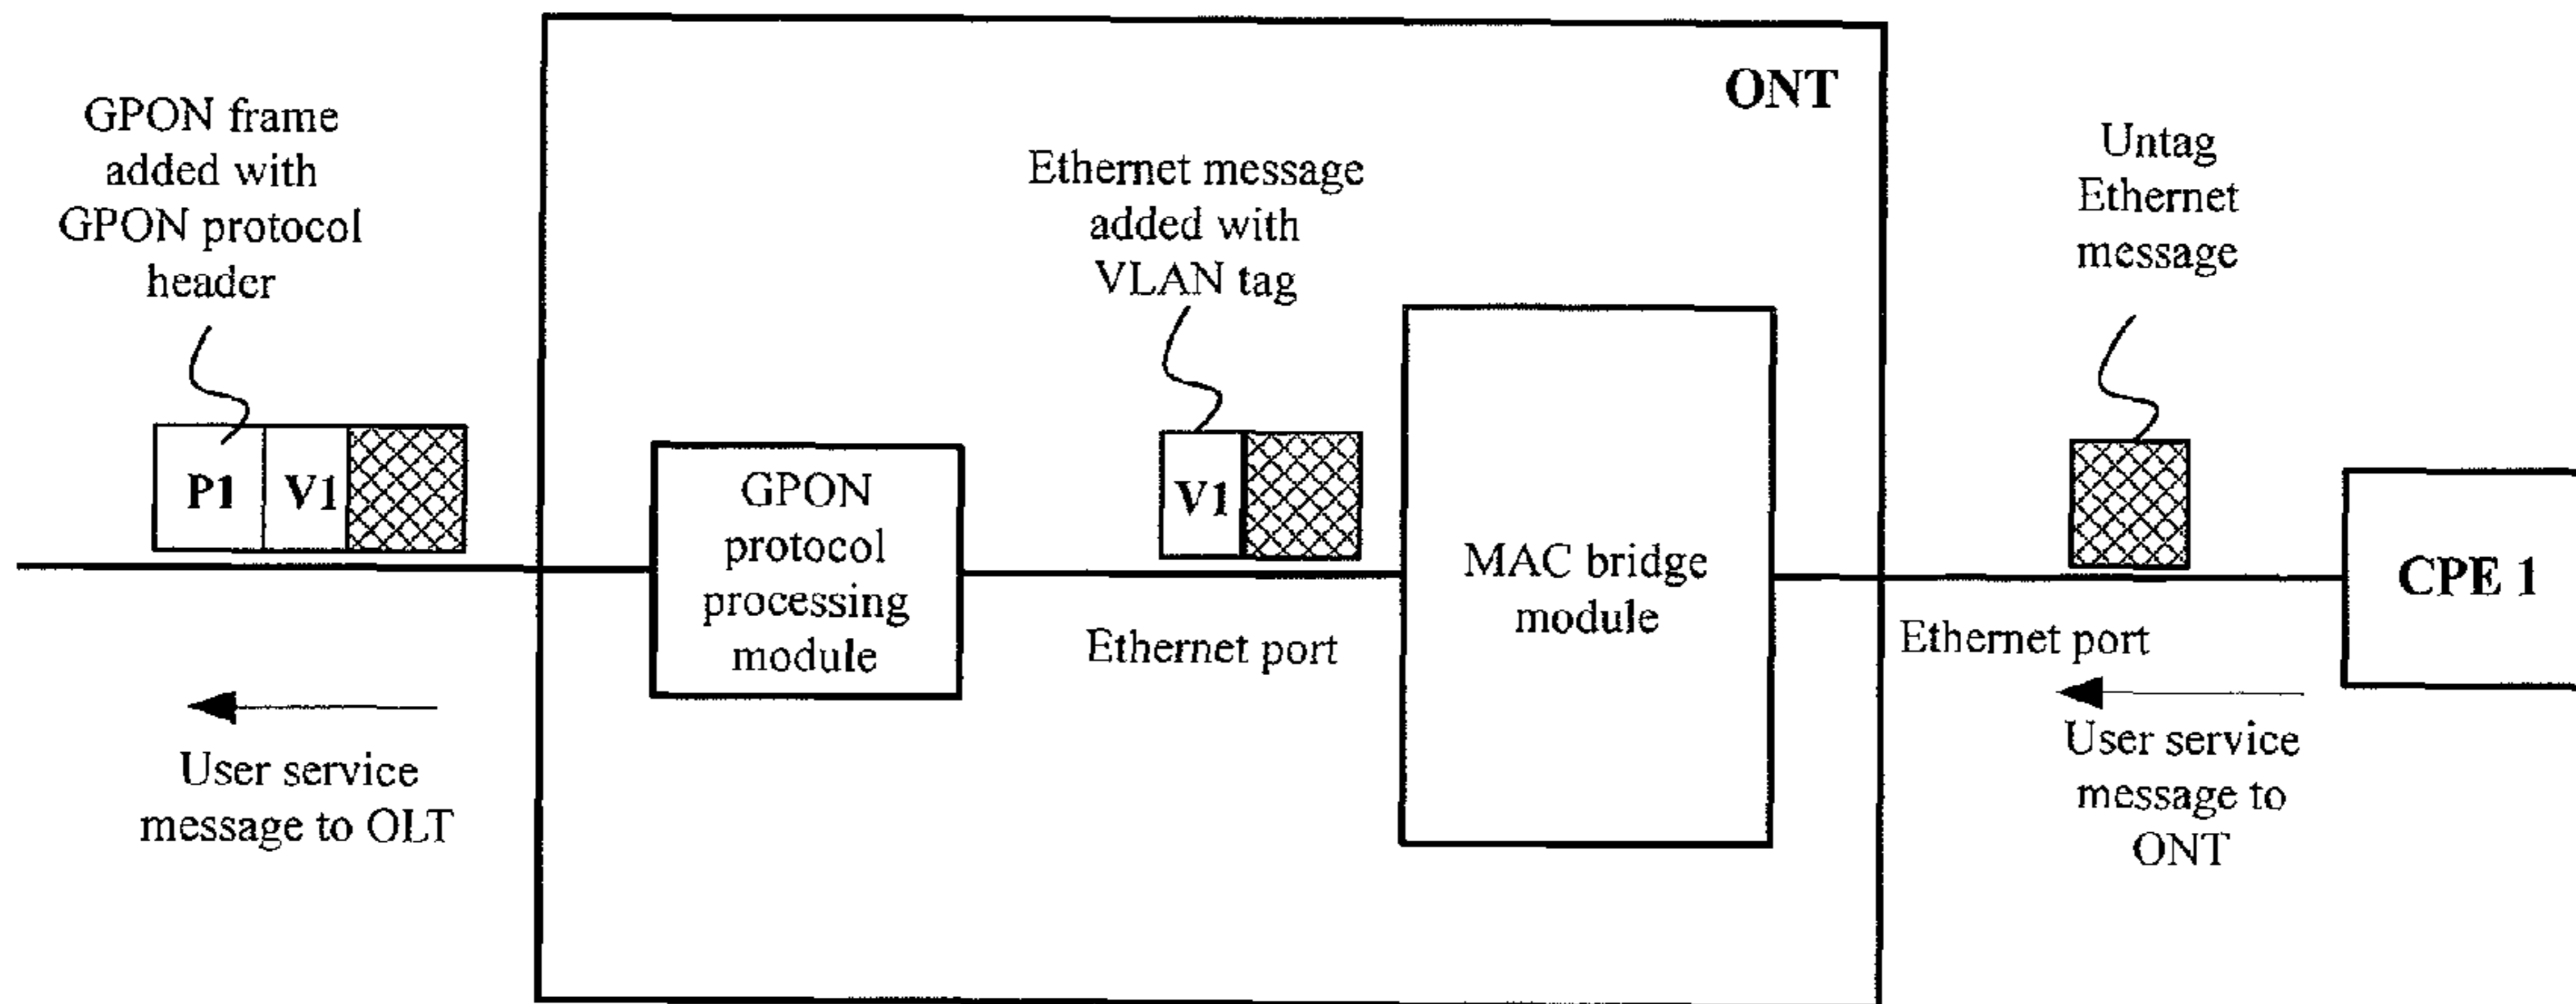 ONT
GPON frame
added with
GPON protocol
header
Ethernet message
added with
VLAN tag
Untag
Ethernet
message
P1 V1
GPON
protocol
processing
module
V1
MAC bridge
module
CPE 1
Ethernet port
Ethernet port
User service
message to OLT
User service
message to
ONT